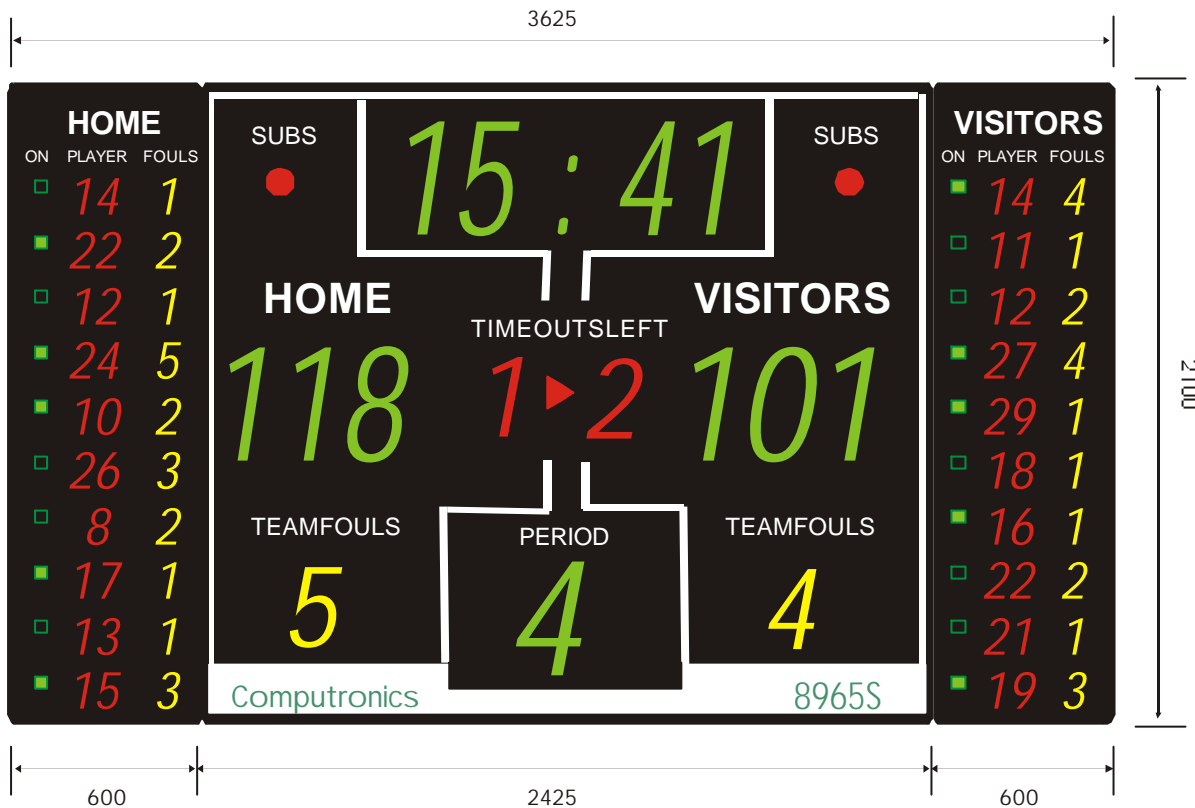 3625
HOME
ON PLAYER FOULS
14 1
22 2
12 1
24 5
10 2
26 3
8 2
17 1
13 1
15 3
SUBS
15 : 41
SUBS
HOME
VISITORS
TIMEOUTSLEFT
118
1 2
101
TEAMFOULS
PERIOD
TEAMFOULS
5
4
4
Computronics
8965S
VISITORS
ON PLAYER FOULS
14 4
11 1
12 2
27 4
29 1
18 1
16 1
22 2
21 1
19 3
2100
600
2425
600